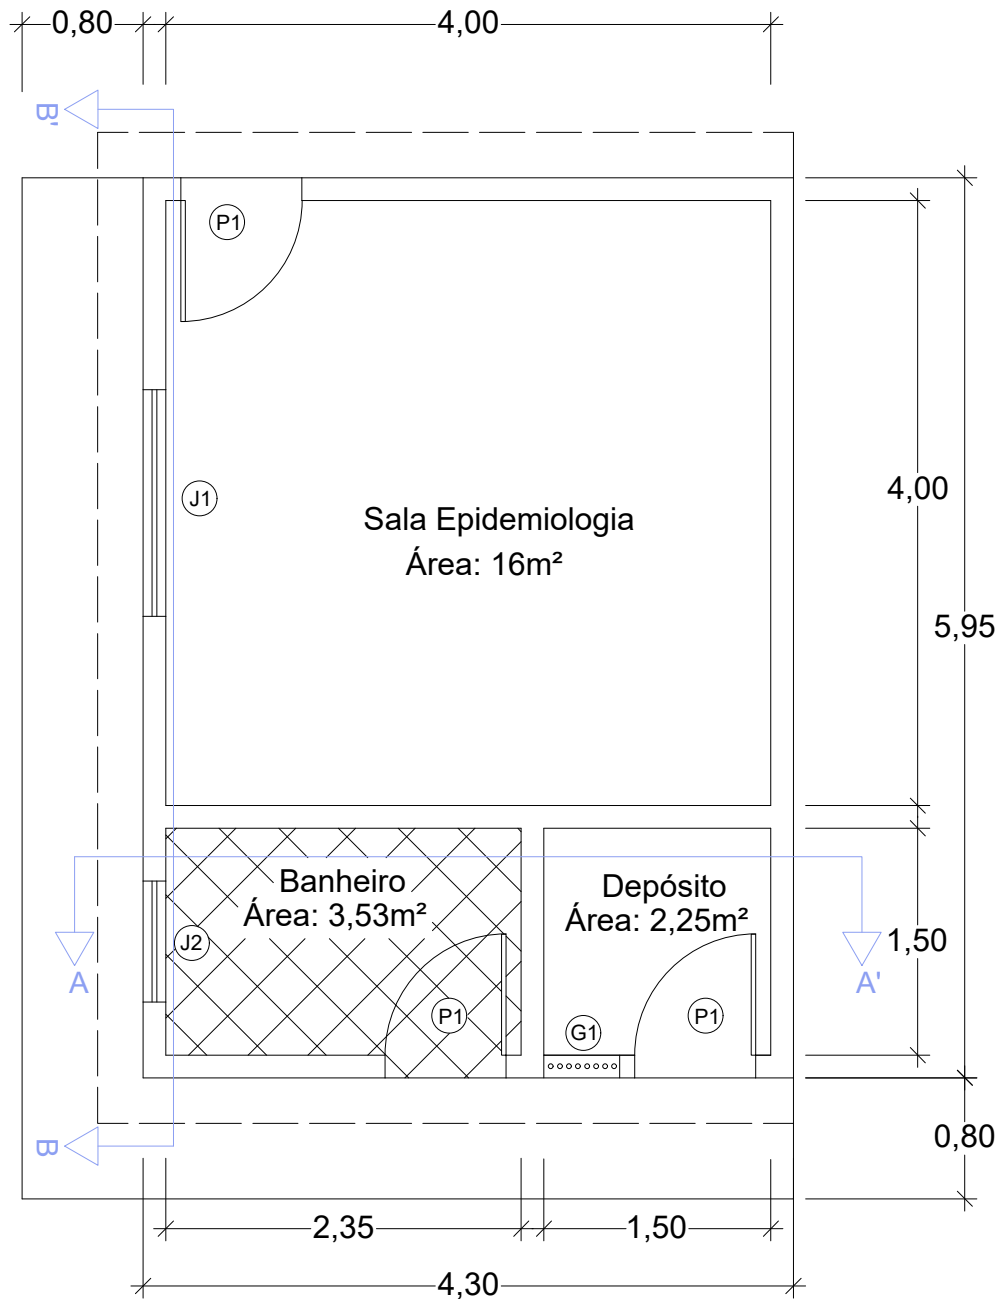 0,80
4,00
B'
P1
J1
4,00
Sala Epidemiologia
Área: 16m²
5,95
Banheiro
Área: 3,53m²
Depósito
Área: 2,25m²
J2
1,50
A
A'
P1
G1
P1
B
0,80
2,35
1,50
4,30